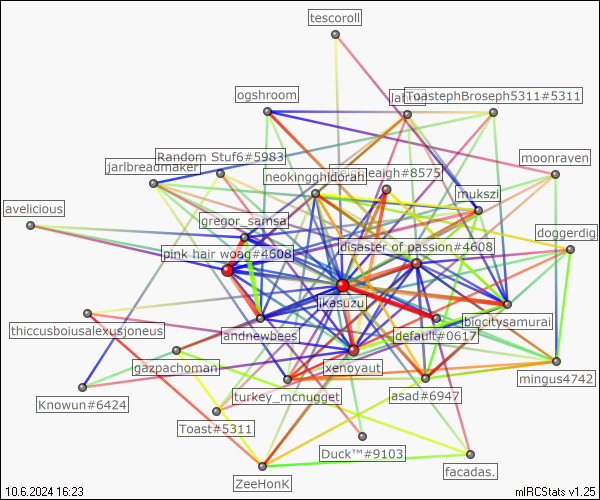 tescoroll
ogshroom
ToastephBroseph5311#5311
Random Stuf6#5983
jarlbreadmaker
neokingghidorah
#8575
moonraven
mukszi
avelicious
gregor_samsa
doggerdig
pink hair woag#4608
disaster of passion#4608
ikasuzu
bigcitysamurai
thiccusboiusalexusjoneus
andnewbees
default#0617
gazpachoman
xenoyaut
mingus4742
Knowun#6424
turkey_mcnugget
asad#6947
Toast#5311
Duck™#9103
facadas.
ZeeHonK
10.6.2024 16:23
mIRCStats v1.25